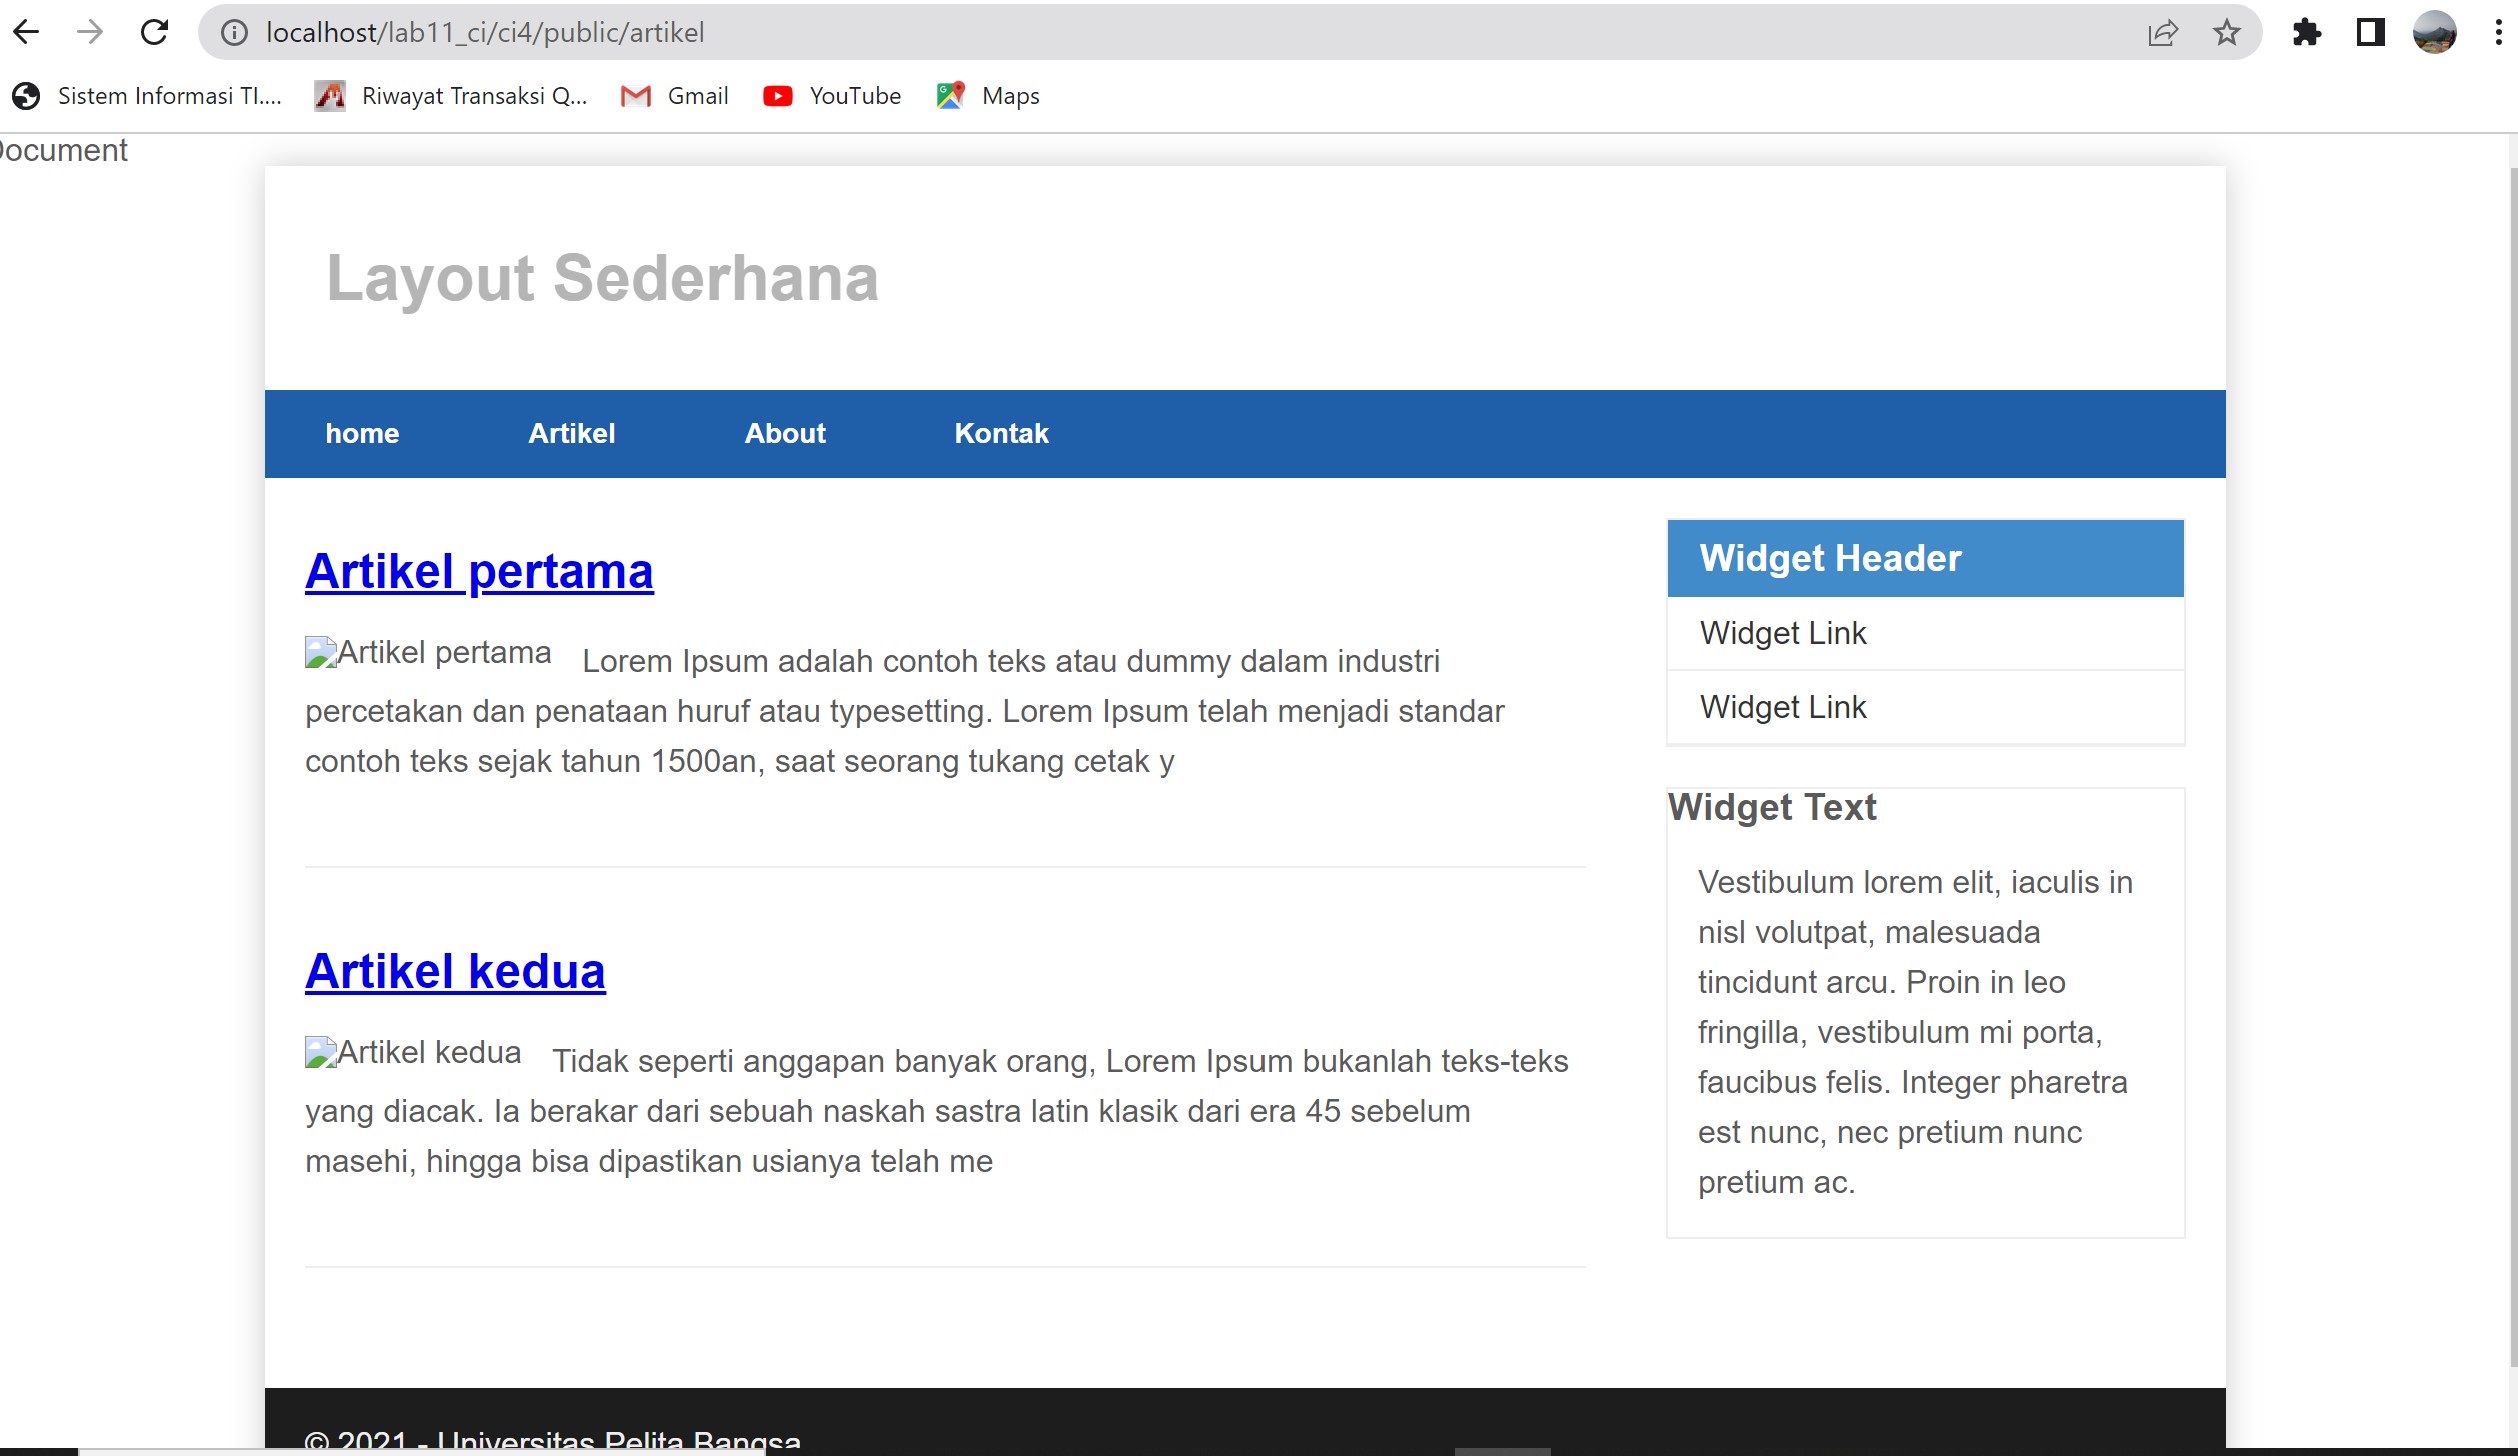 localhost/lab11_ci/ci4/public/artikel
Sistem Informasi TI.... Riwayat Transaksi Q... Gmail YouTube Maps
Document
Layout Sederhana
home Artikel About Kontak
Artikel pertama
Artikel pertama Lorem Ipsum adalah contoh teks atau dummy dalam industri
percetakan dan penataan huruf atau typesetting. Lorem Ipsum telah menjadi standar
contoh teks sejak tahun 1500an, saat seorang tukang cetak y
Artikel kedua
Artikel kedua Tidak seperti anggapan banyak orang, Lorem Ipsum bukanlah teks-teks
yang diacak. Ia berakar dari sebuah naskah sastra latin klasik dari era 45 sebelum
masehi, hingga bisa dipastikan usianya telah me
Widget Header
Widget Link
Widget Link
Widget Text
Vestibulum lorem elit, iaculis in
nisl volutpat, malesuada
tincidunt arcu. Proin in leo
fringilla, vestibulum mi porta,
faucibus felis. Integer pharetra
est nunc, nec pretium nunc
pretium ac.
© 2021 - Universitas Pelita Bangsa